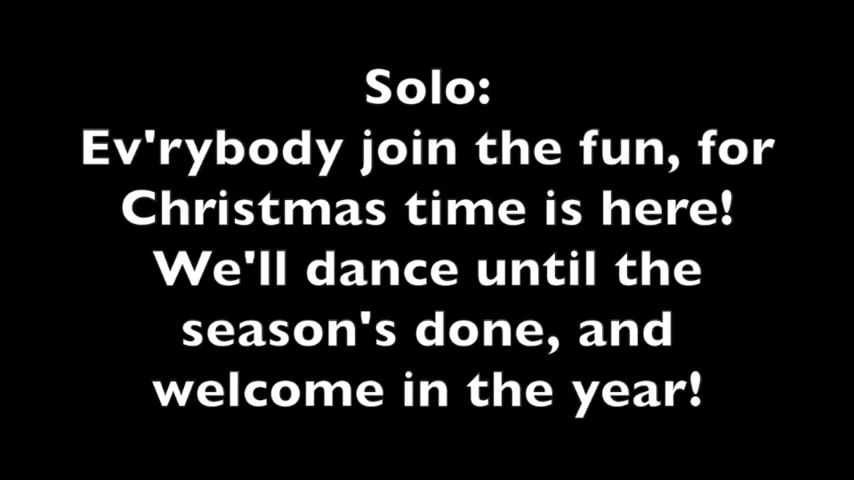 Solo:
Ev'rybody join the fun, for
Christmas time is here!
We'll dance until the
season's done, and
welcome in the year!